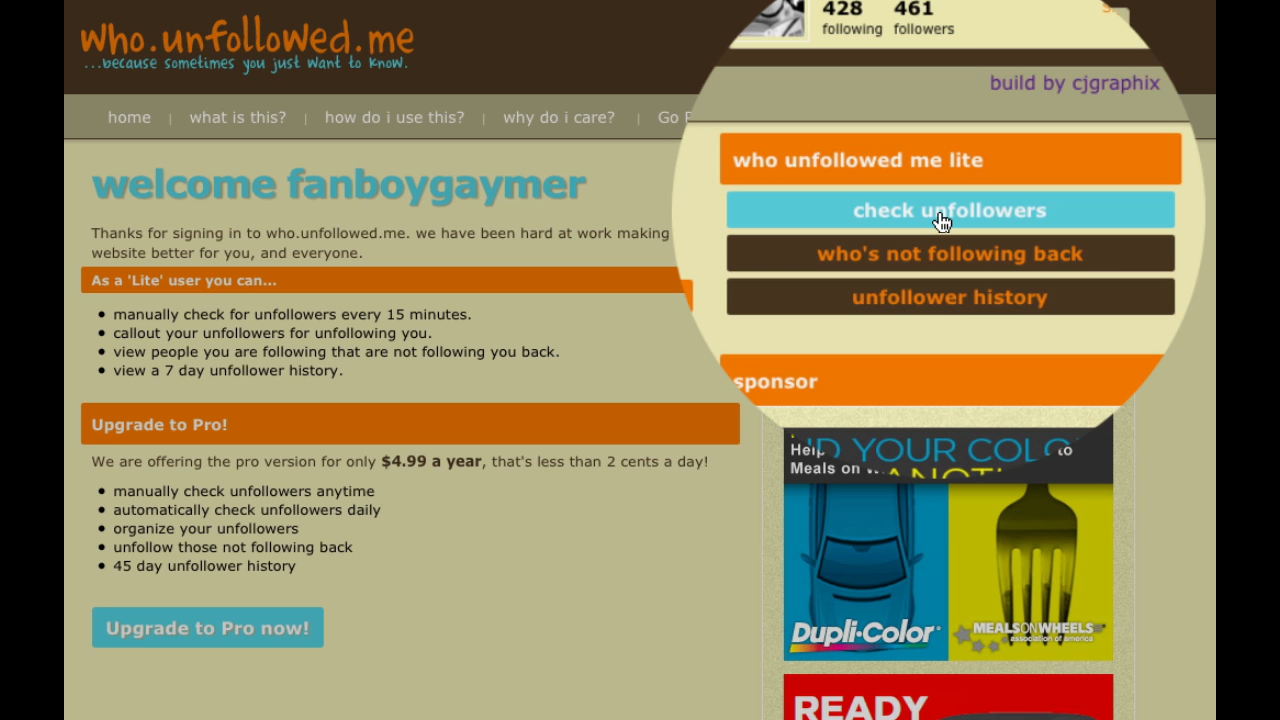 who.unfollowed.me
...because sometimes you just want to know.
428 461
following followers
build by cjgraphix
home | what is this? | how do i use this? | why do i care? | Go
welcome fanboygaymer
Thanks for signing in to who.unfollowed.me. we have been hard at work making
website better for you, and everyone.
As a 'Lite' user you can...
• manually check for unfollowers every 15 minutes.
• callout your unfollowers for unfollowing you.
• view people you are following that are not following you back.
• view a 7 day unfollower history.
Upgrade to Pro!
We are offering the pro version for only $4.99 a year, that's less than 2 cents a day!
• manually check unfollowers anytime
• automatically check unfollowers daily
• organize your unfollowers
• unfollow those not following back
• 45 day unfollower history
Upgrade to Pro now!
who unfollowed me lite
check unfollowers
who's not following back
unfollower history
sponsor
Help to
Meals on
YOUR
Dupli-Color
MEALS ON WHEELS
association of america
READY